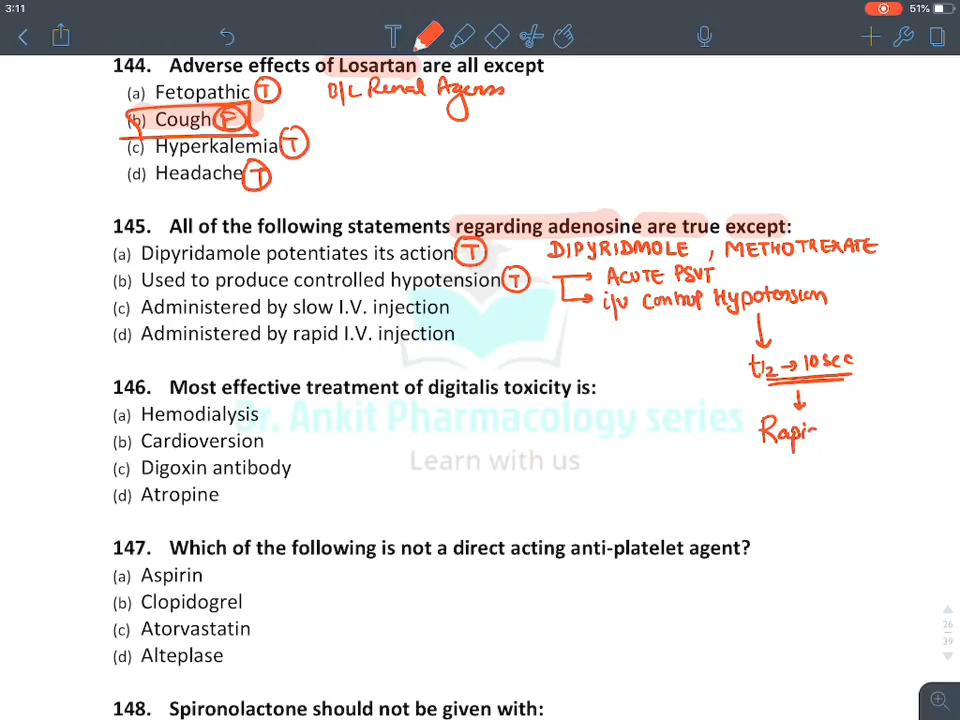 3:11
51%
144. Adverse effects of Losartan are all except
(a) Fetopathic T
B/L Renal Agenss
(b) Cough F
(c) Hyperkalemia T
(d) Headache T
145. All of the following statements regarding adenosine are true except:
(a) Dipyridamole potentiates its action T
DIPYRIDMOLE , METHOTREXATE
(b) Used to produce controlled hypotension T
→ ACUTE PSVT
→ i/v Control Hypotension
(c) Administered by slow I.V. injection
(d) Administered by rapid I.V. injection
t1/2 → 10 sec
Rapi
146. Most effective treatment of digitalis toxicity is:
Dr. Ankit Pharmacology series
Learn with us
(a) Hemodialysis
(b) Cardioversion
(c) Digoxin antibody
(d) Atropine
147. Which of the following is not a direct acting anti-platelet agent?
(a) Aspirin
(b) Clopidogrel
(c) Atorvastatin
(d) Alteplase
26
39
148. Spironolactone should not be given with: